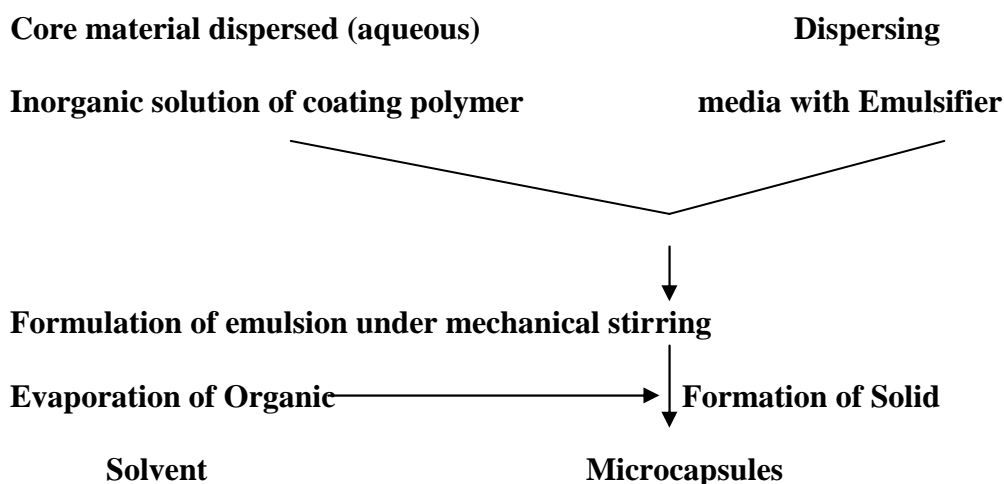 Core material dispersed (aqueous) Dispersing
Inorganic solution of coating polymer media with Emulsifier
Formulation of emulsion under mechanical stirring
Evaporation of Organic Formation of Solid
Solvent Microcapsules